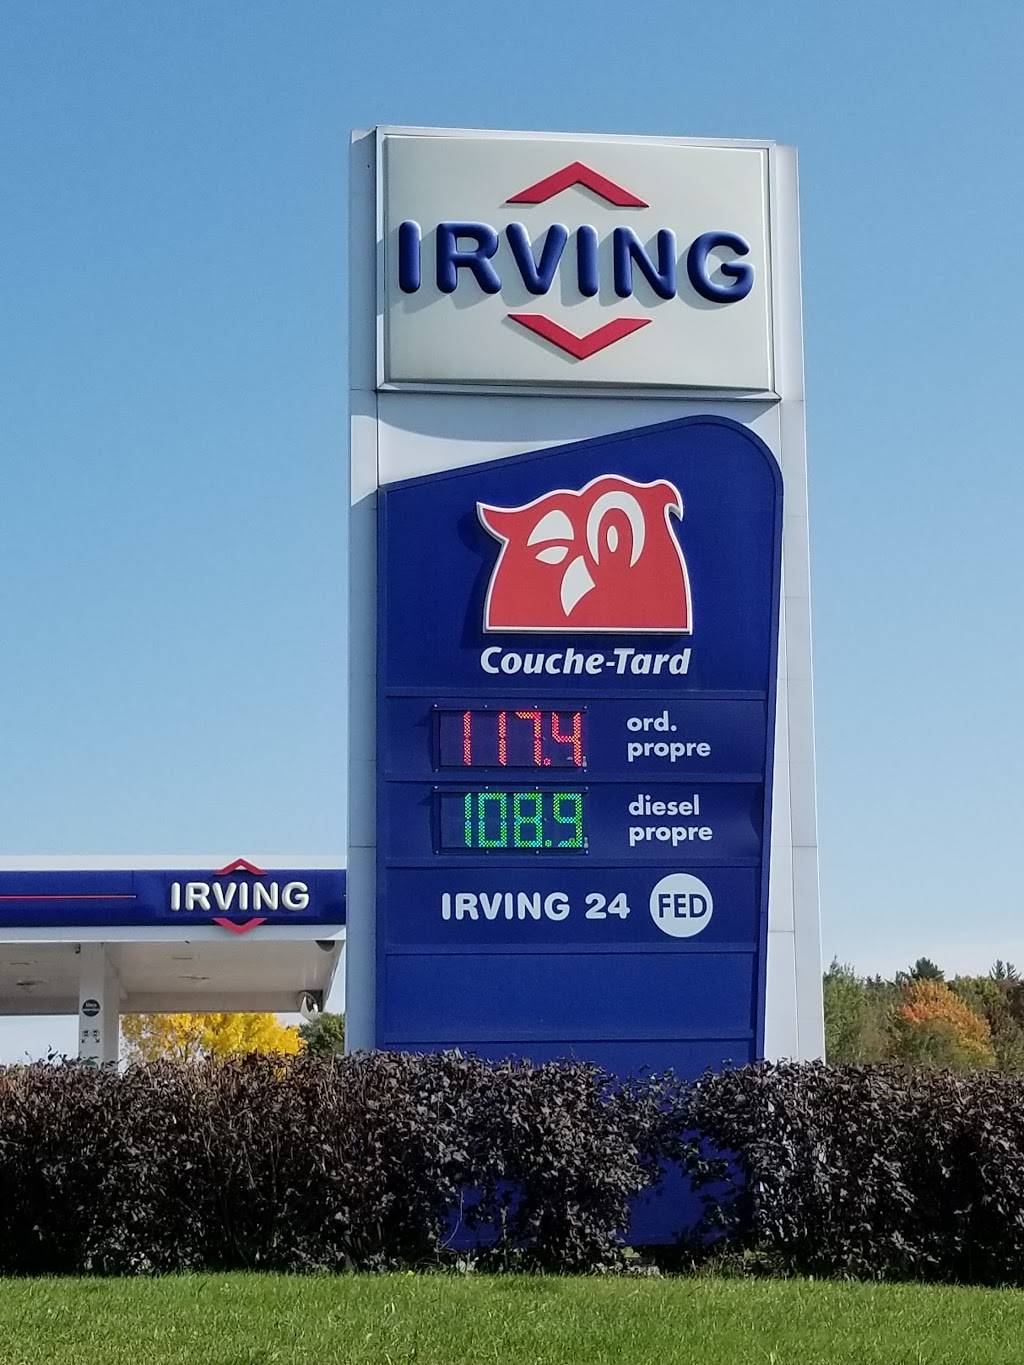 IRVING
Couche-Tard
117.4
ord.
propre
108.9
diesel
propre
IRVING 24 FED
IRVING